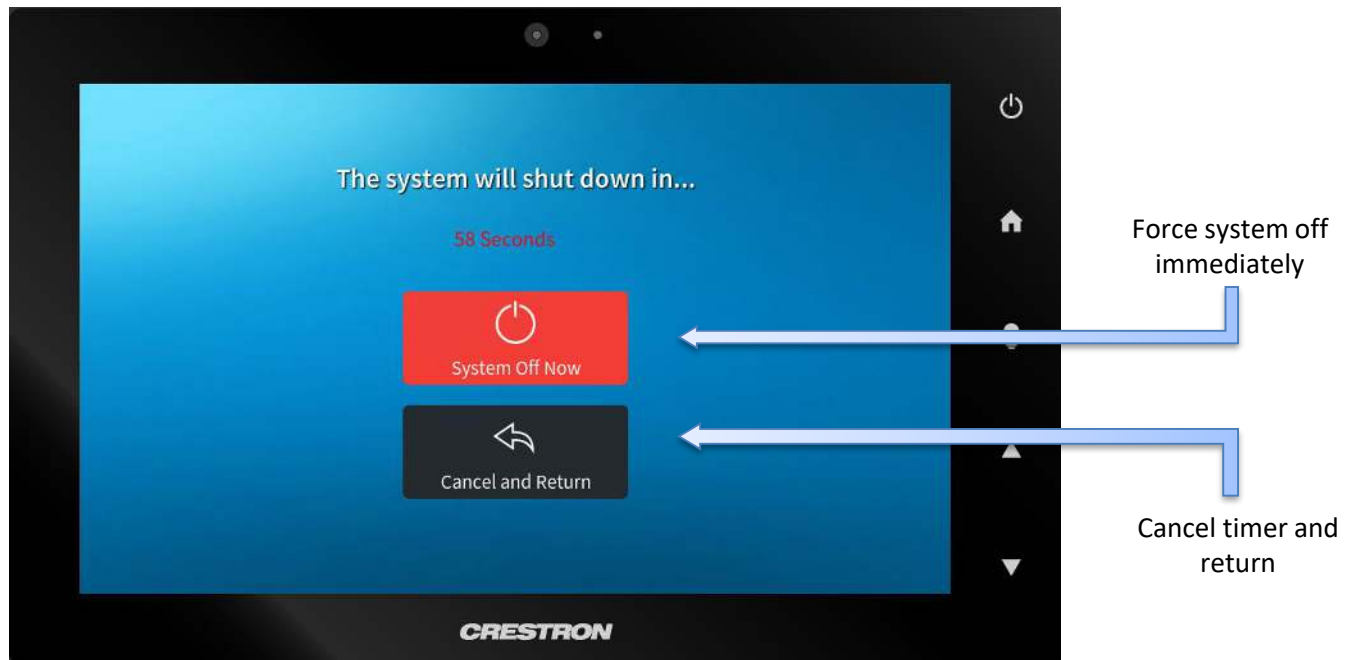 The system will shut down in...
58 Seconds
Force system off
immediately
System Off Now
Cancel and Return
Cancel timer and
return
CRESTRON